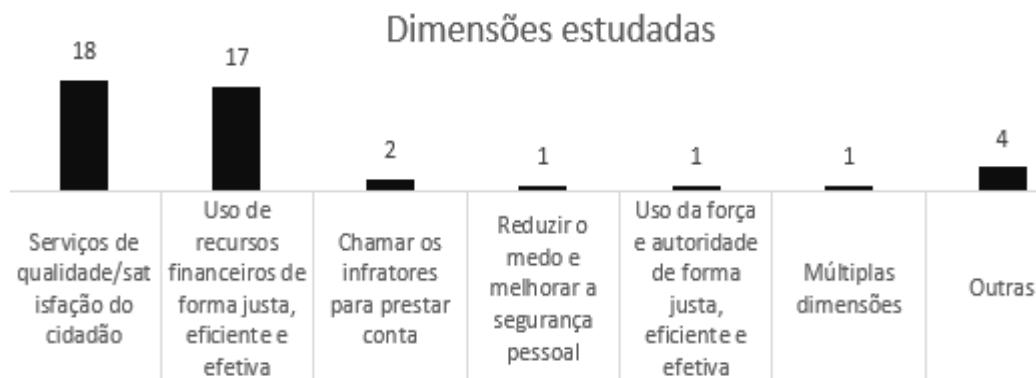 Dimensões estudadas
18
17
2
1
1
1
4
Serviços de
qualidade/sat
isfação do
cidadão
Uso de
recursos
financeiros de
forma justa,
eficiente e
efetiva
Chamar os
infratores
para prestar
conta
Reduzir o
medo e
melhorar a
segurança
pessoal
Uso da força
e autoridade
de forma
justa,
eficiente e
efetiva
Múltiplas
dimensões
Outras